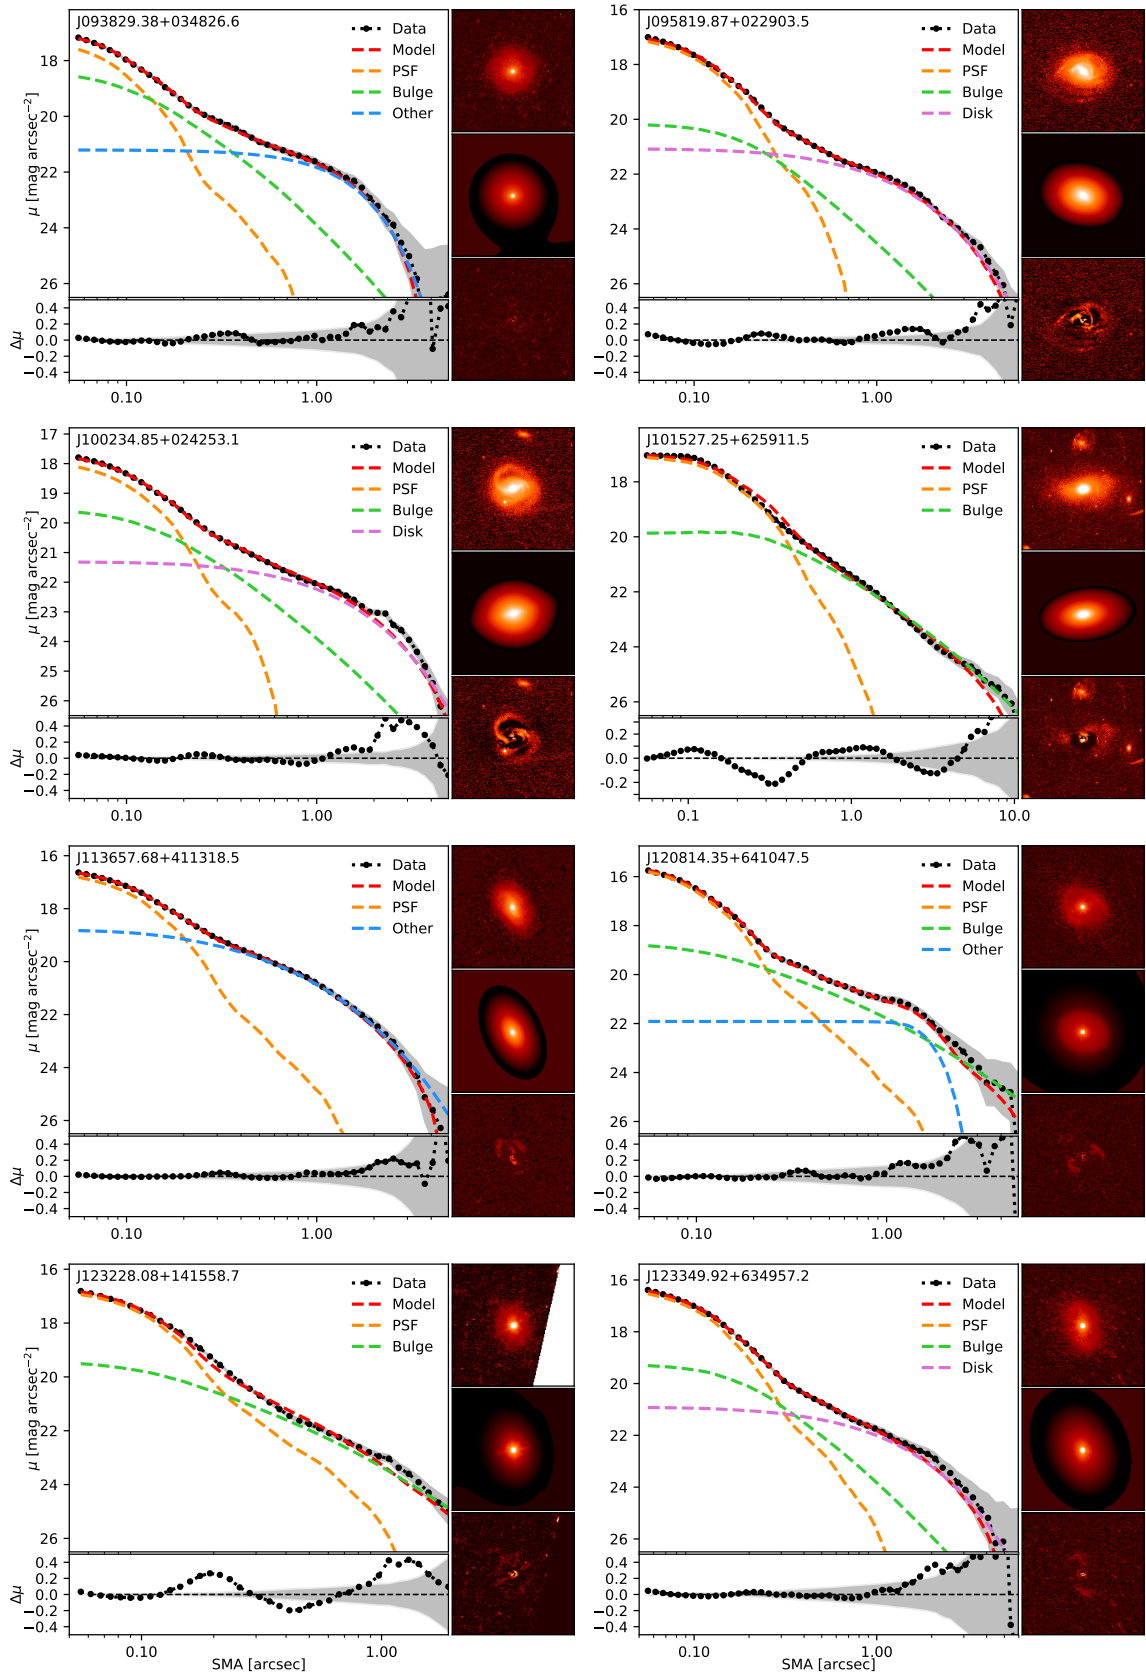 J093829.38+034826.6
Data
Model
PSF
Bulge
Other
18
20
22
24
26
μ [mag arcsec⁻²]
0.4
0.2
0.0
−0.2
−0.4
Δμ
0.10
1.00
J095819.87+022903.5
Data
Model
PSF
Bulge
Disk
16
18
20
22
24
26
0.4
0.2
0.0
−0.2
−0.4
0.10
1.00
J100234.85+024253.1
Data
Model
PSF
Bulge
Disk
17
18
19
20
21
22
23
24
25
26
μ [mag arcsec⁻²]
0.4
0.2
0.0
−0.2
−0.4
Δμ
0.10
1.00
J101527.25+625911.5
Data
Model
PSF
Bulge
16
18
20
22
24
26
0.2
0.0
-0.2
0.1
1.0
10.0
J113657.68+411318.5
Data
Model
PSF
Other
16
18
20
22
24
26
μ [mag arcsec⁻²]
0.4
0.2
0.0
−0.2
−0.4
Δμ
0.10
1.00
J120814.35+641047.5
Data
Model
PSF
Bulge
Other
16
18
20
22
24
26
0.4
0.2
0.0
−0.2
−0.4
0.10
1.00
J123228.08+141558.7
Data
Model
PSF
Bulge
16
18
20
22
24
26
μ [mag arcsec⁻²]
0.4
0.2
0.0
−0.2
−0.4
Δμ
0.10
1.00
SMA [arcsec]
J123349.92+634957.2
Data
Model
PSF
Bulge
Disk
16
18
20
22
24
26
0.4
0.2
0.0
−0.2
−0.4
0.10
1.00
SMA [arcsec]